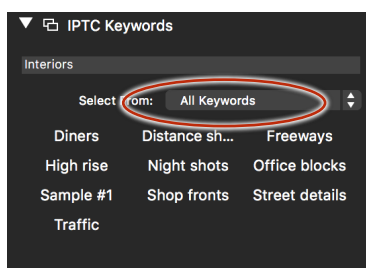 IPTC Keywords
Interiors
Select From: All Keywords
Diners Distance sh... Freeways
High rise Night shots Office blocks
Sample #1 Shop fronts Street details
Traffic